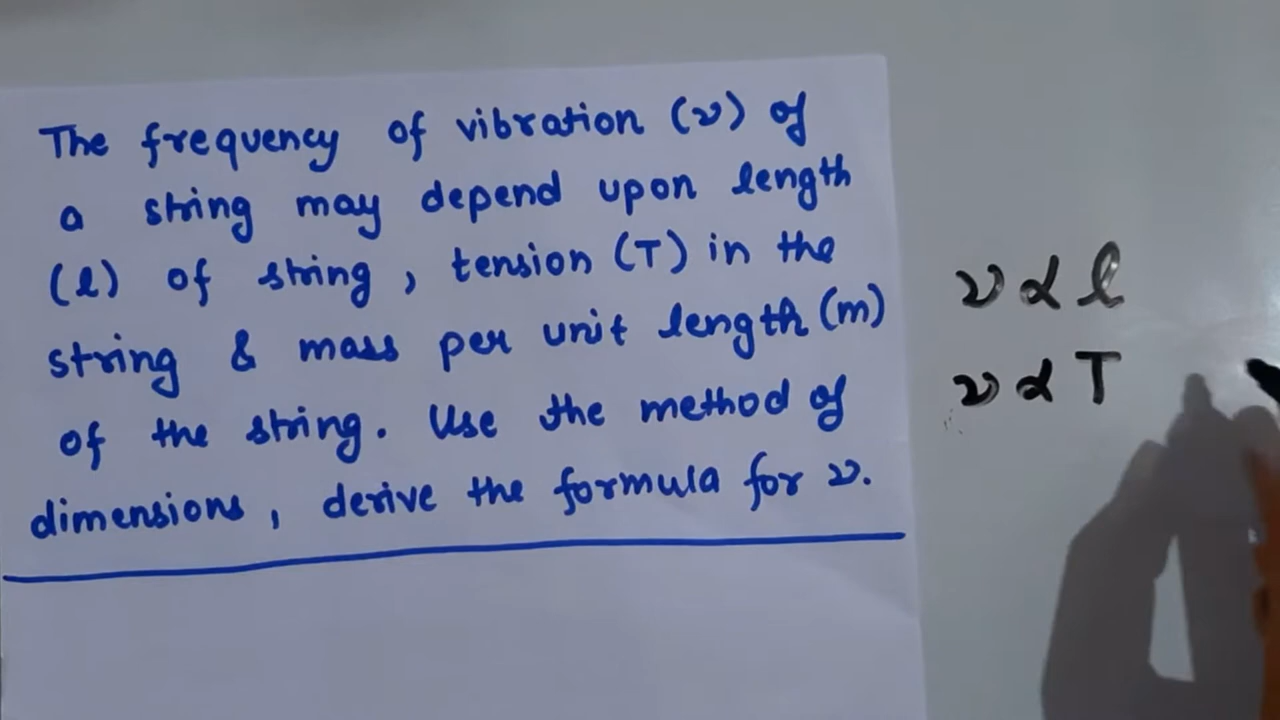 The frequency of vibration (ν) of
a string may depend upon length
(l) of string, tension (T) in the
string & mass per unit length (m)
of the string. Use the method of
dimensions, derive the formula for ν.
ν ∝ l
ν ∝ T